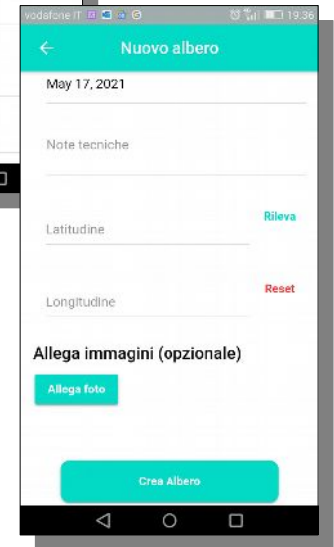 vodafone IT 19.36
Nuovo albero
May 17, 2021
Note tecniche
Latitudine
Rileva
Longitudine
Reset
Allega immagini (opzionale)
Allega foto
Crea Albero